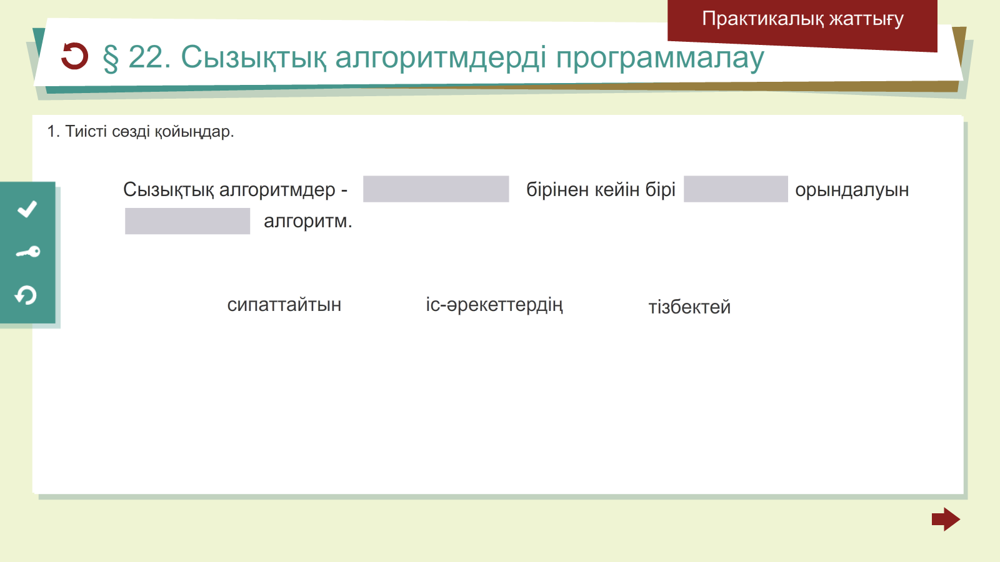 Практикалық жаттығу
§ 22. Сызықтық алгоритмдерді программалау
1. Тиісті сөзді қойыңдар.
Сызықтық алгоритмдер - бірінен кейін бірі орындалуын
алгоритм.
сипаттайтын іс-әрекеттердің тізбектей